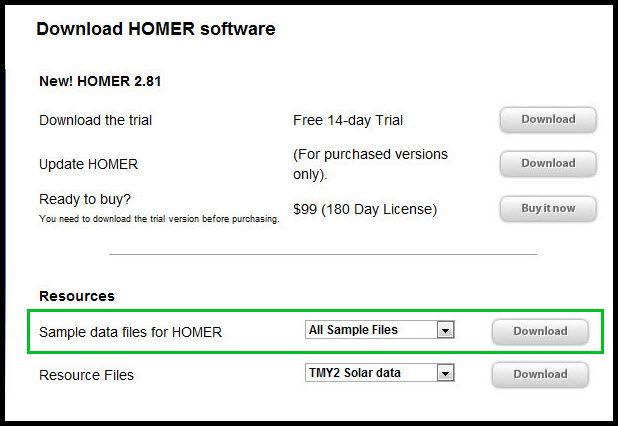 Download HOMER software
New! HOMER 2.81
Download the trial Free 14-day Trial Download
Update HOMER (For purchased versions only). Download
Ready to buy?
You need to download the trial version before purchasing. $99 (180 Day License) Buy it now
Resources
Sample data files for HOMER All Sample Files Download
Resource Files TMY2 Solar data Download